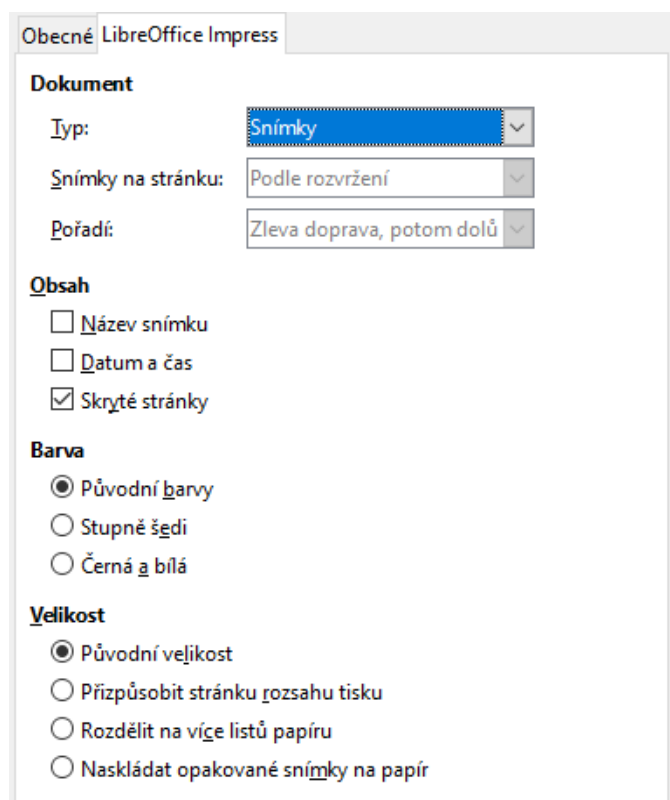 Obecné LibreOffice Impress
Dokument
Typ: Snímky
Snímky na stránku: Podle rozvržení
Pořadí: Zleva doprava, potom dolů
Obsah
Název snímku
Datum a čas
Skryté stránky
Barva
Původní barvy
Stupně šedi
Černá a bílá
Velikost
Původní velikost
Přizpůsobit stránku rozsahu tisku
Rozdělit na více listů papíru
Naskládat opakované snímky na papír